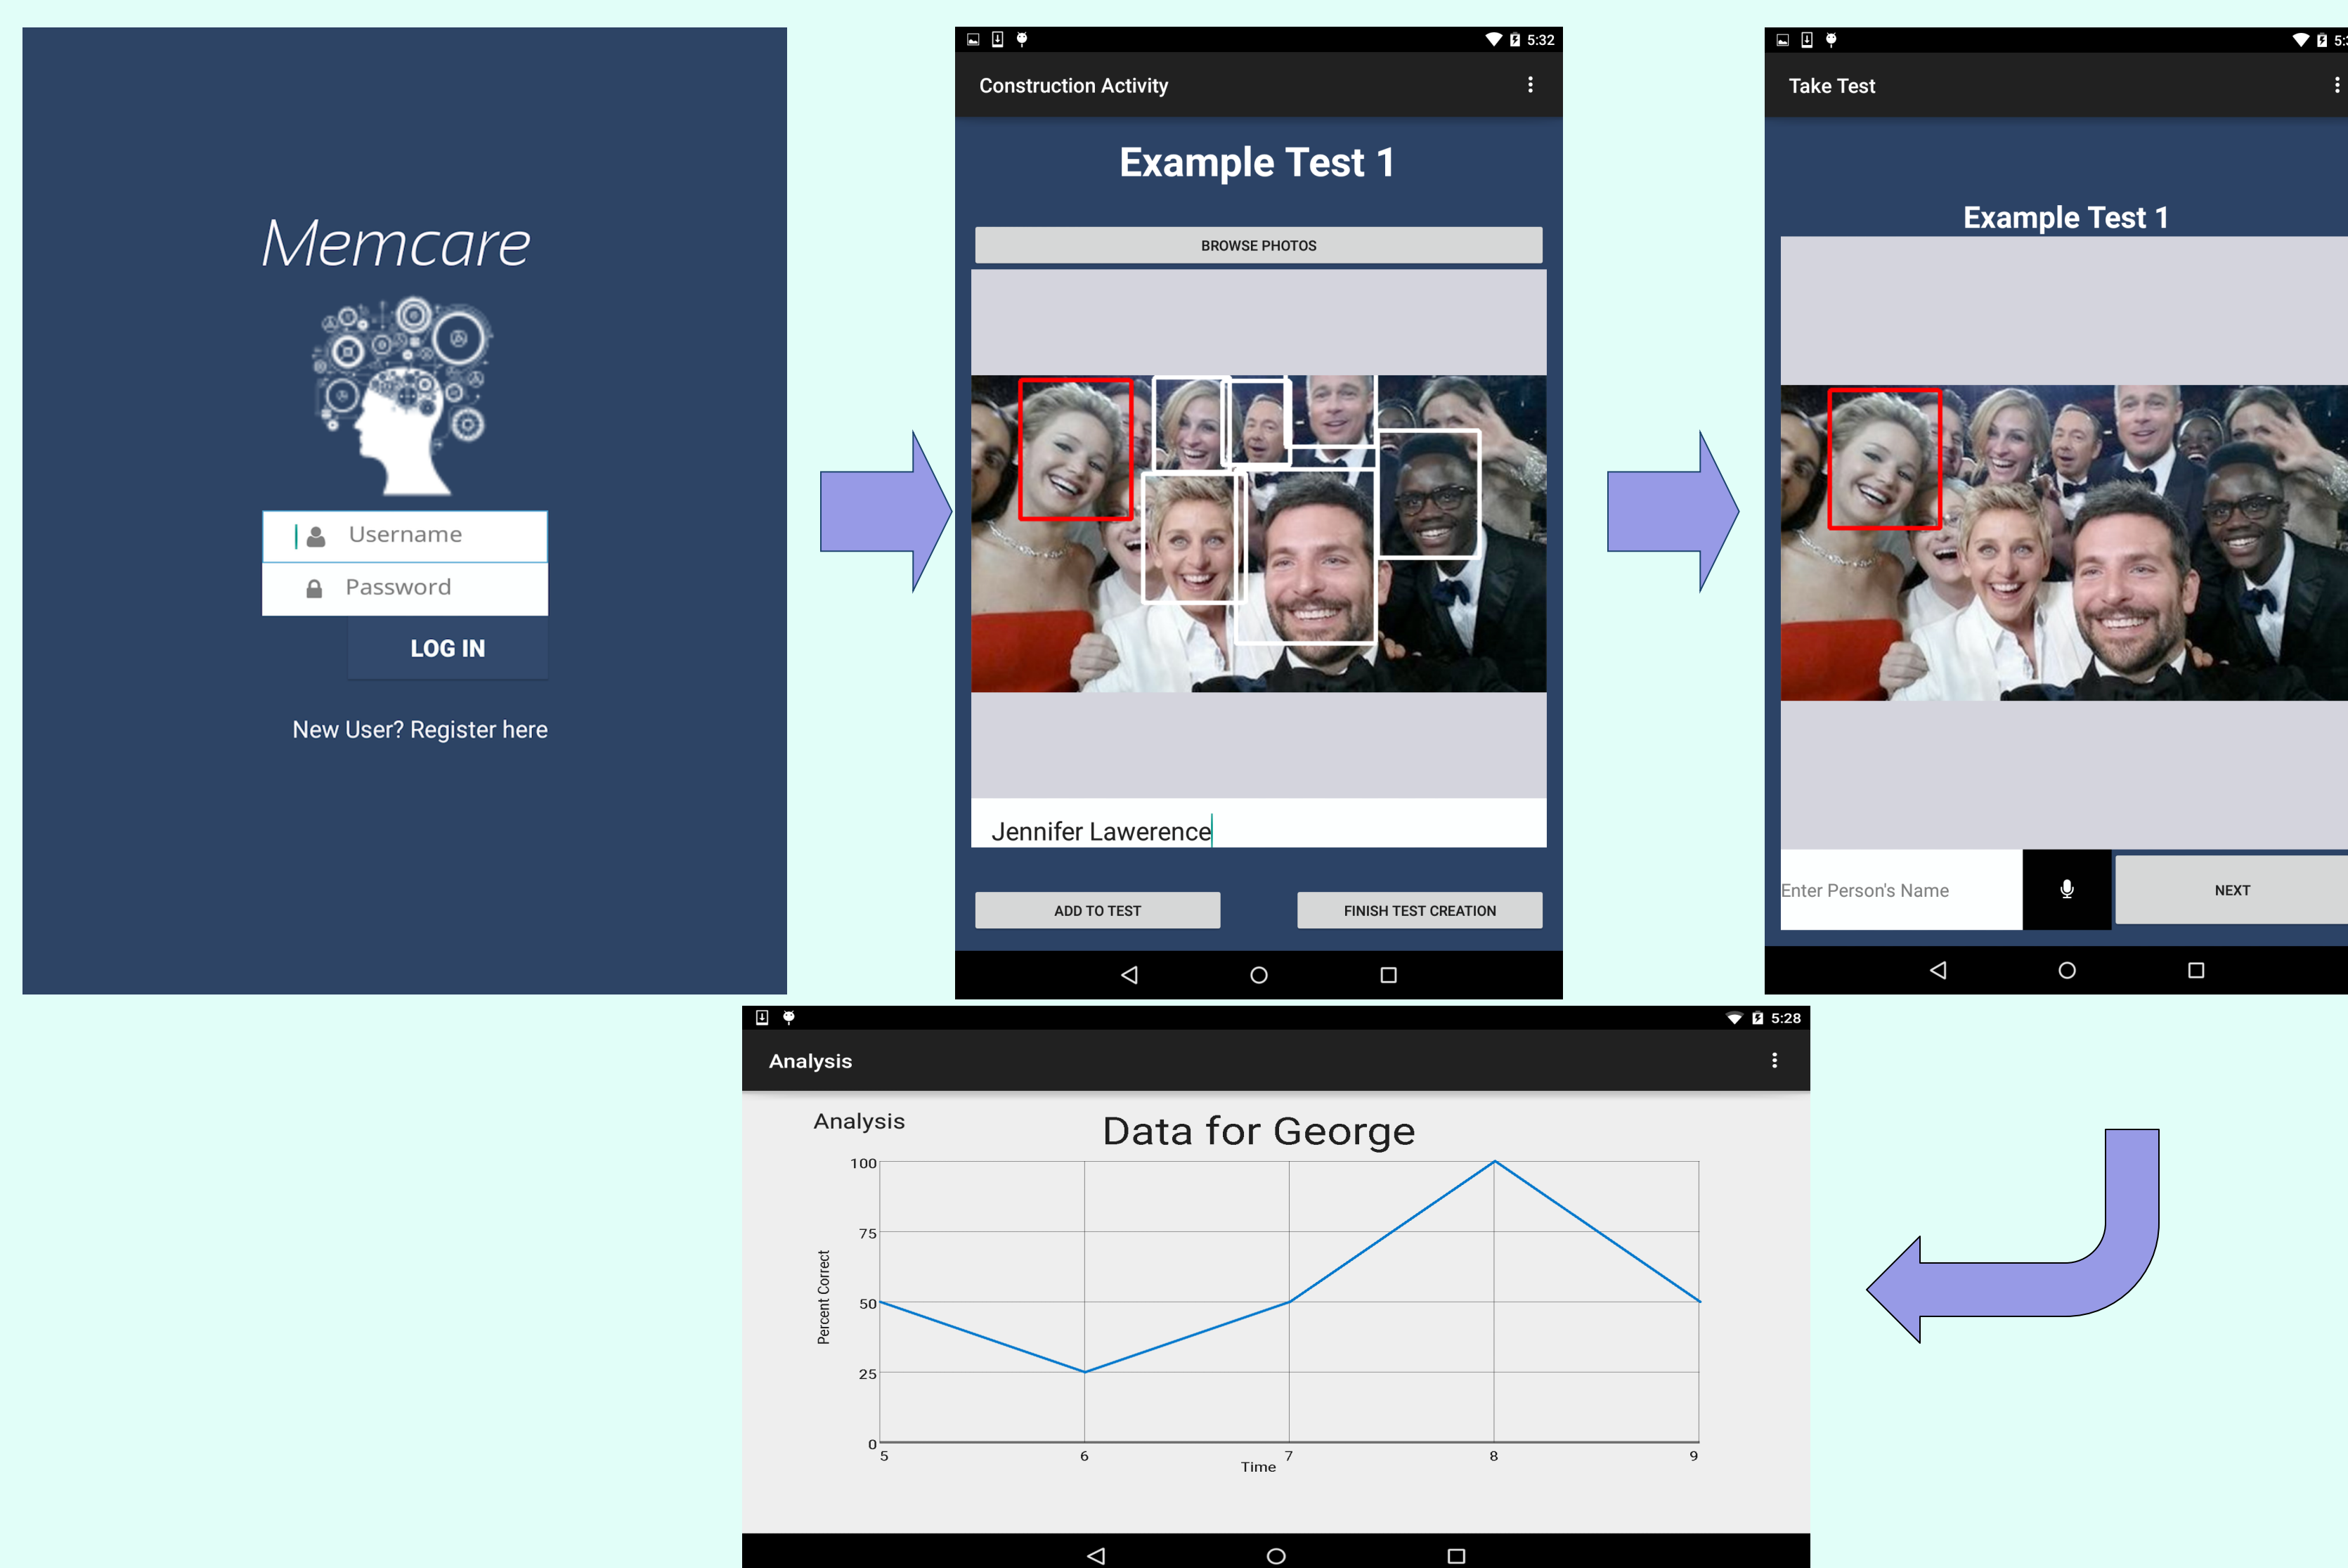 Memcare
Username
Password
LOG IN
New User? Register here
5:32
Construction Activity
Example Test 1
BROWSE PHOTOS
Jennifer Lawerence
ADD TO TEST
FINISH TEST CREATION
Take Test
Example Test 1
Enter Person's Name
NEXT
5:28
Analysis
Analysis
Data for George
100
75
50
25
0
Percent Correct
5 6 7 8 9
Time